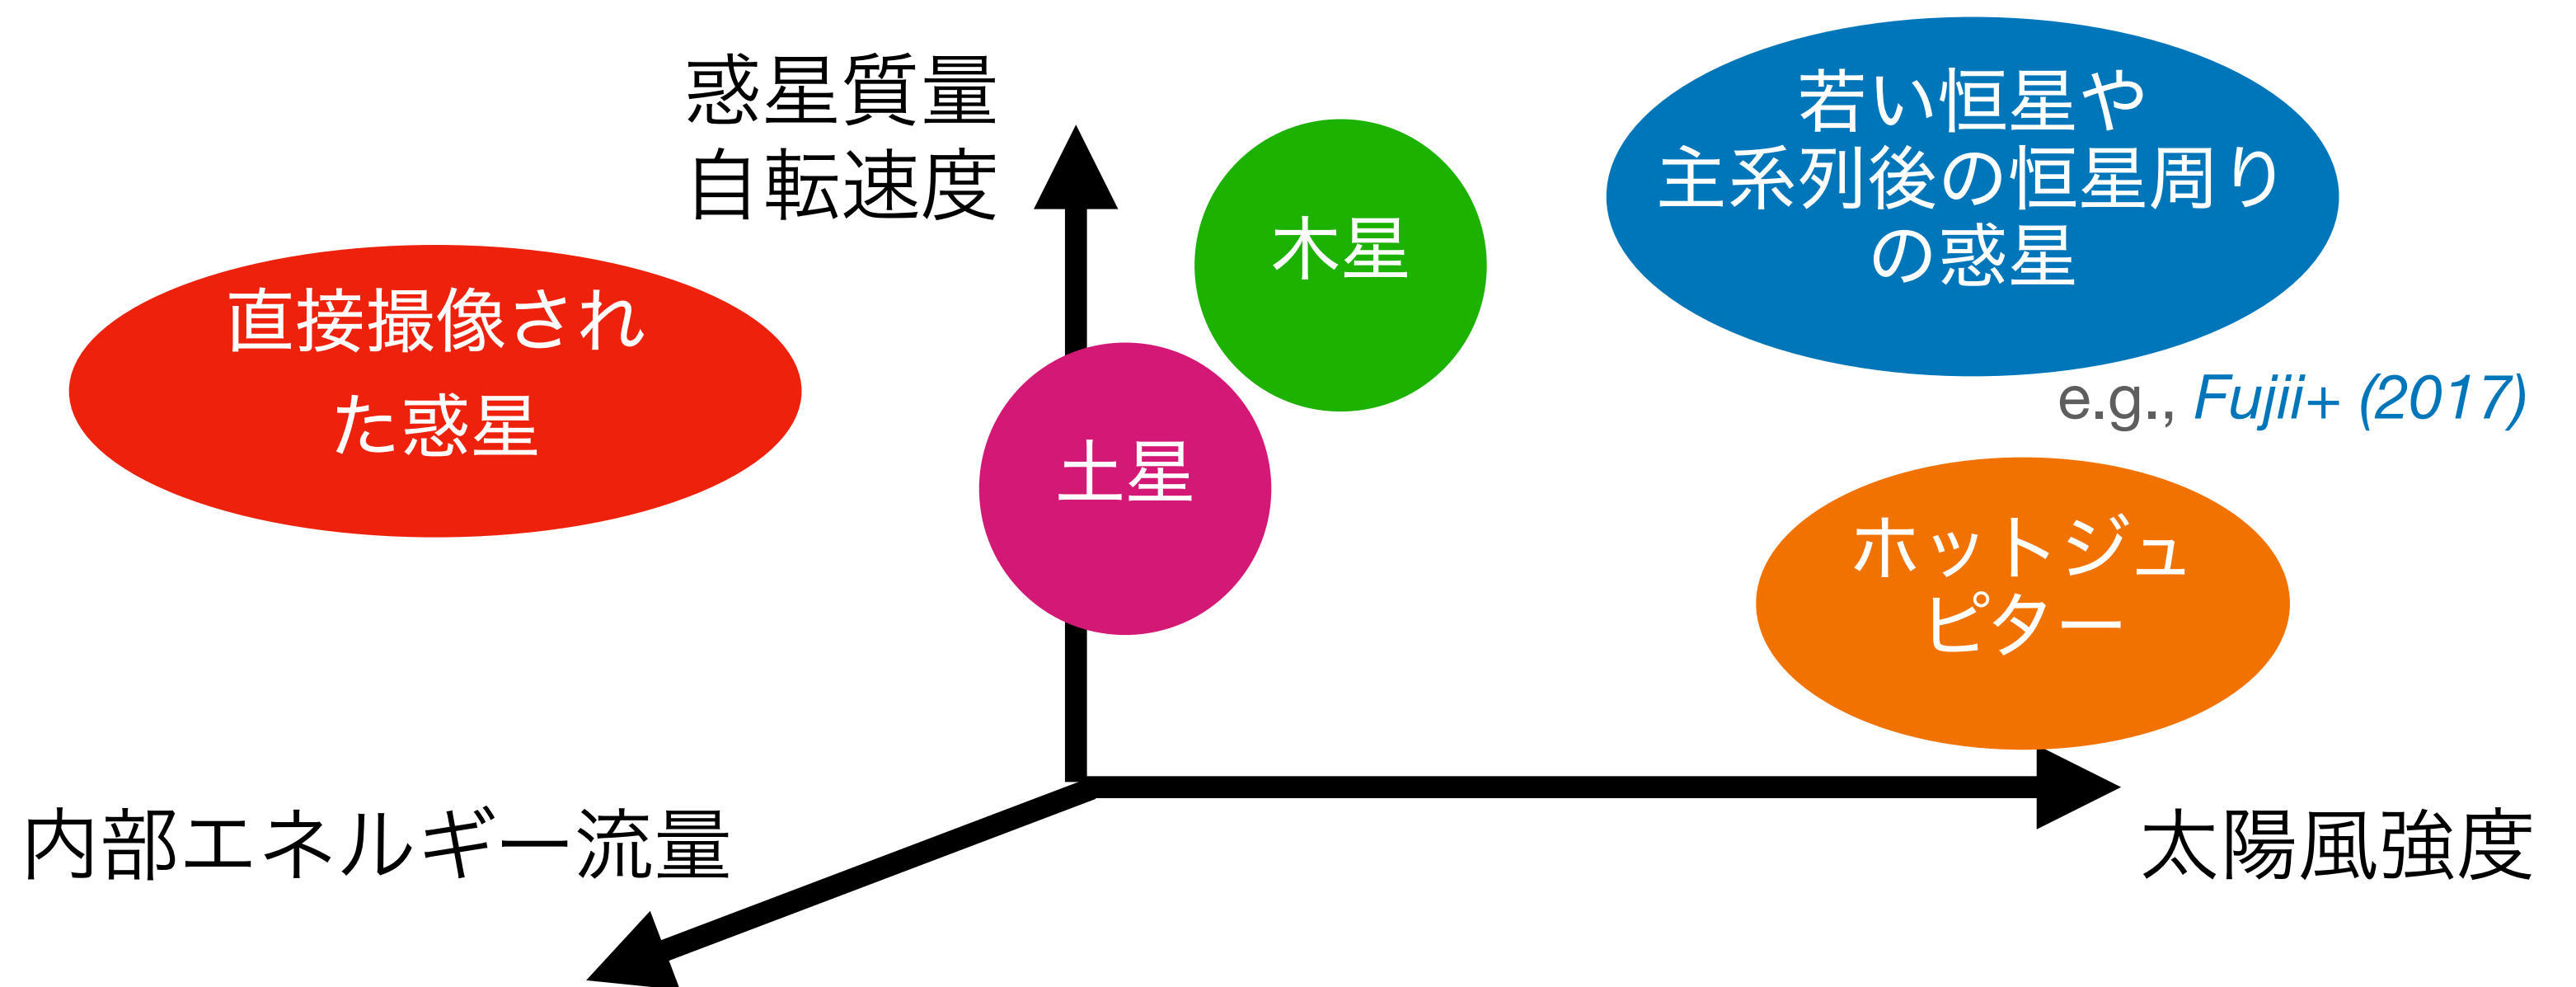 惑星質量
自転速度
若い恒星や
主系列後の恒星周り
の惑星
木星
直接撮像され
た惑星
e.g., Fujii+ (2017)
土星
ホットジュ
ピター
内部エネルギー流量
太陽風強度